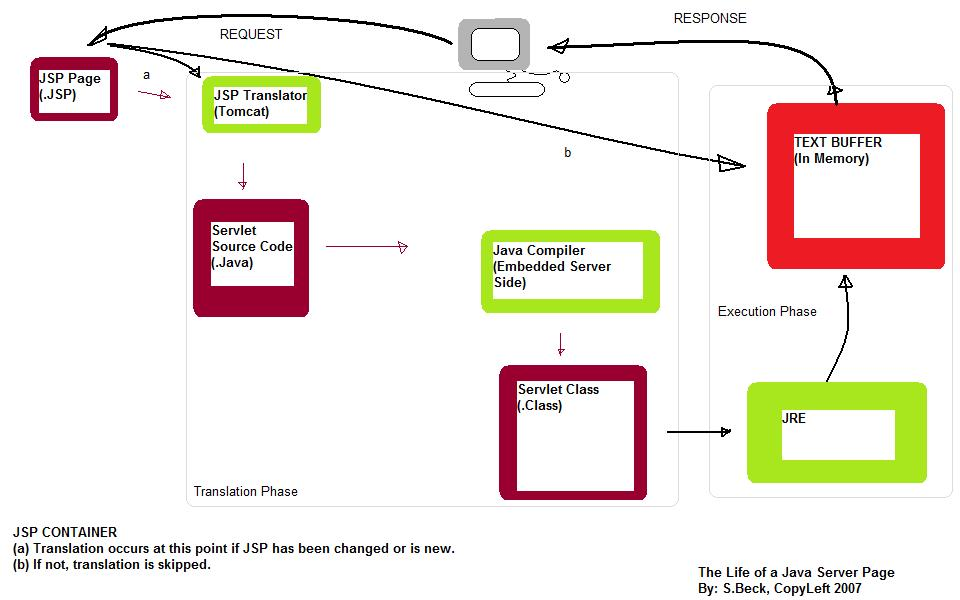 RESPONSE
REQUEST
JSP Page
(.JSP)
a
JSP Translator
(Tomcat)
b
TEXT BUFFER
(In Memory)
Servlet
Source Code
(.Java)
Java Compiler
(Embedded Server
Side)
Execution Phase
Servlet Class
(.Class)
JRE
Translation Phase
JSP CONTAINER
(a) Translation occurs at this point if JSP has been changed or is new.
(b) If not, translation is skipped.
The Life of a Java Server Page
By: S.Beck, CopyLeft 2007